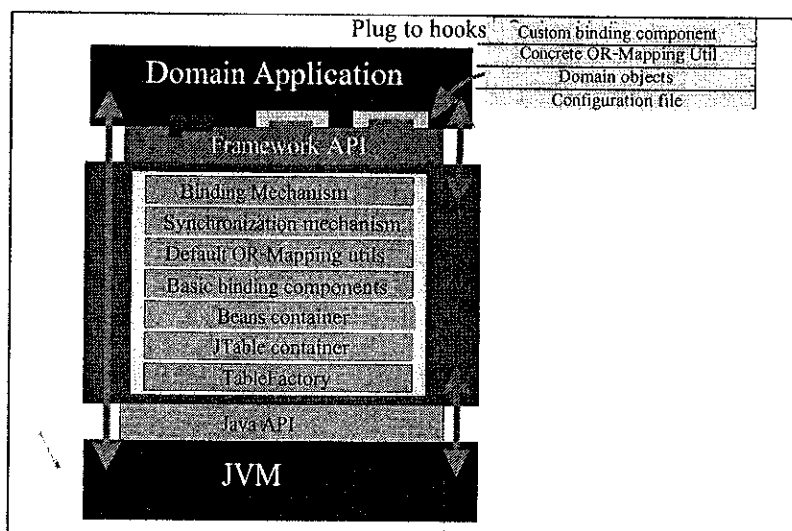 Plug to hooks
Custom binding component
Concrete OR-Mapping Util
Domain objects
Configuration file
Domain Application
Framework API
Binding Mechanism
Synchronization mechanism
Default OR-Mapping utils
Basic binding components
Beans container
JTable container
TableFactory
Java API
JVM